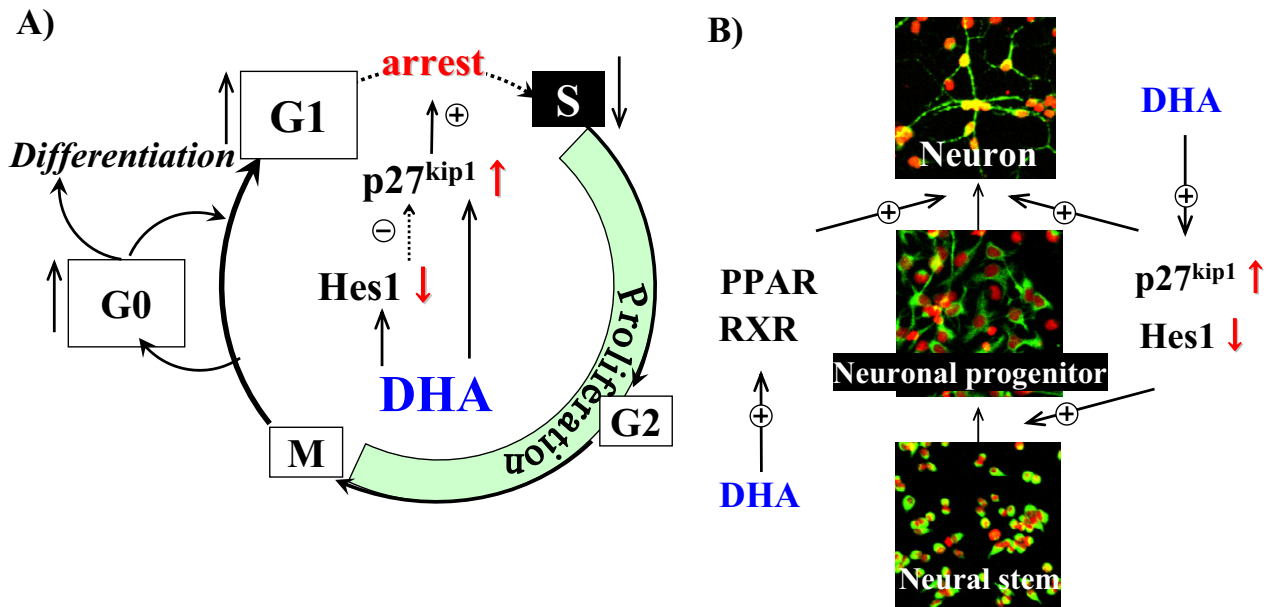 A)
arrest
G1
S
Differentiation
p27kip1 ↑
⊕
⊖
G0
Hes1 ↓
DHA
Proliferation
G2
M
B)
Neuron
DHA
⊕
⊕
⊕
PPAR
RXR
p27kip1 ↑
Hes1 ↓
Neuronal progitor
⊕
⊕
DHA
Neural stem